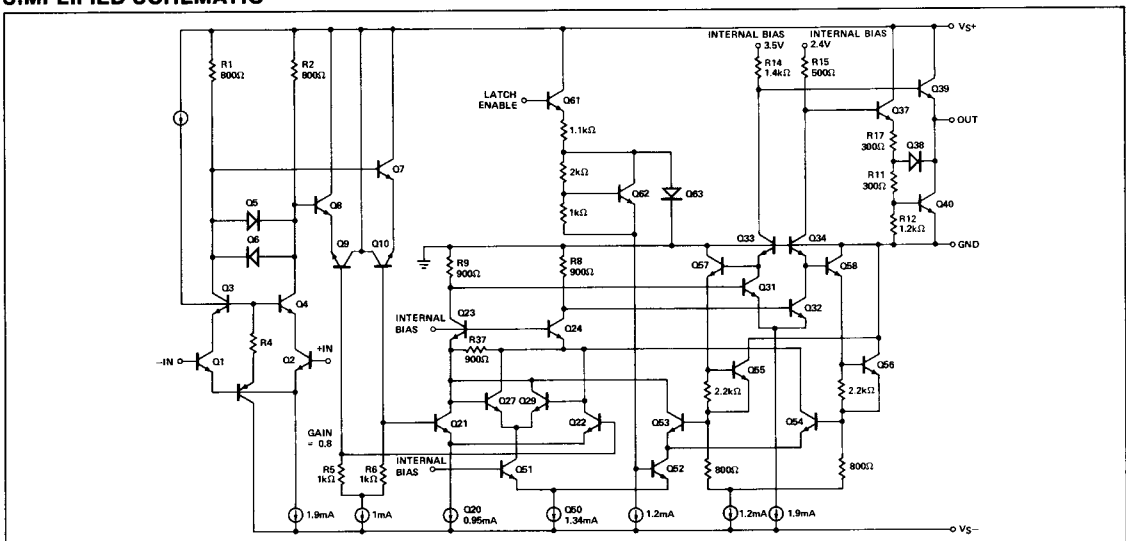 SIMPLIFIED SCHEMATIC
VS+
INTERNAL BIAS
3.5V
INTERNAL BIAS
2.4V
R1
800Ω
R2
800Ω
R14
1.4kΩ
R15
500Ω
Q39
LATCH
ENABLE
Q61
Q37
OUT
1.1kΩ
R17
300Ω
Q38
Q7
2kΩ
Q62
Q63
R11
300Ω
Q5
Q8
1kΩ
Q40
Q6
R12
1.2kΩ
Q9
Q10
Q33
Q34
GND
R9
900Ω
R8
900Ω
Q57
Q58
Q3
Q4
Q31
Q32
Q23
INTERNAL
BIAS
Q24
R4
R37
900Ω
–IN
Q1
Q2
+IN
Q55
Q56
2.2kΩ
2.2kΩ
Q27
Q29
Q21
Q22
Q53
Q54
GAIN
= 0.8
INTERNAL
BIAS
Q51
Q52
R5
1kΩ
R6
1kΩ
800Ω
800Ω
1.9mA
1mA
Q20
0.95mA
Q50
1.34mA
1.2mA
1.2mA
1.9mA
VS–